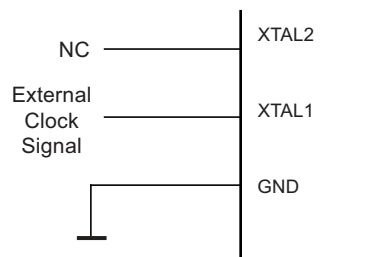 NC
XTAL2
External
Clock
Signal
XTAL1
GND